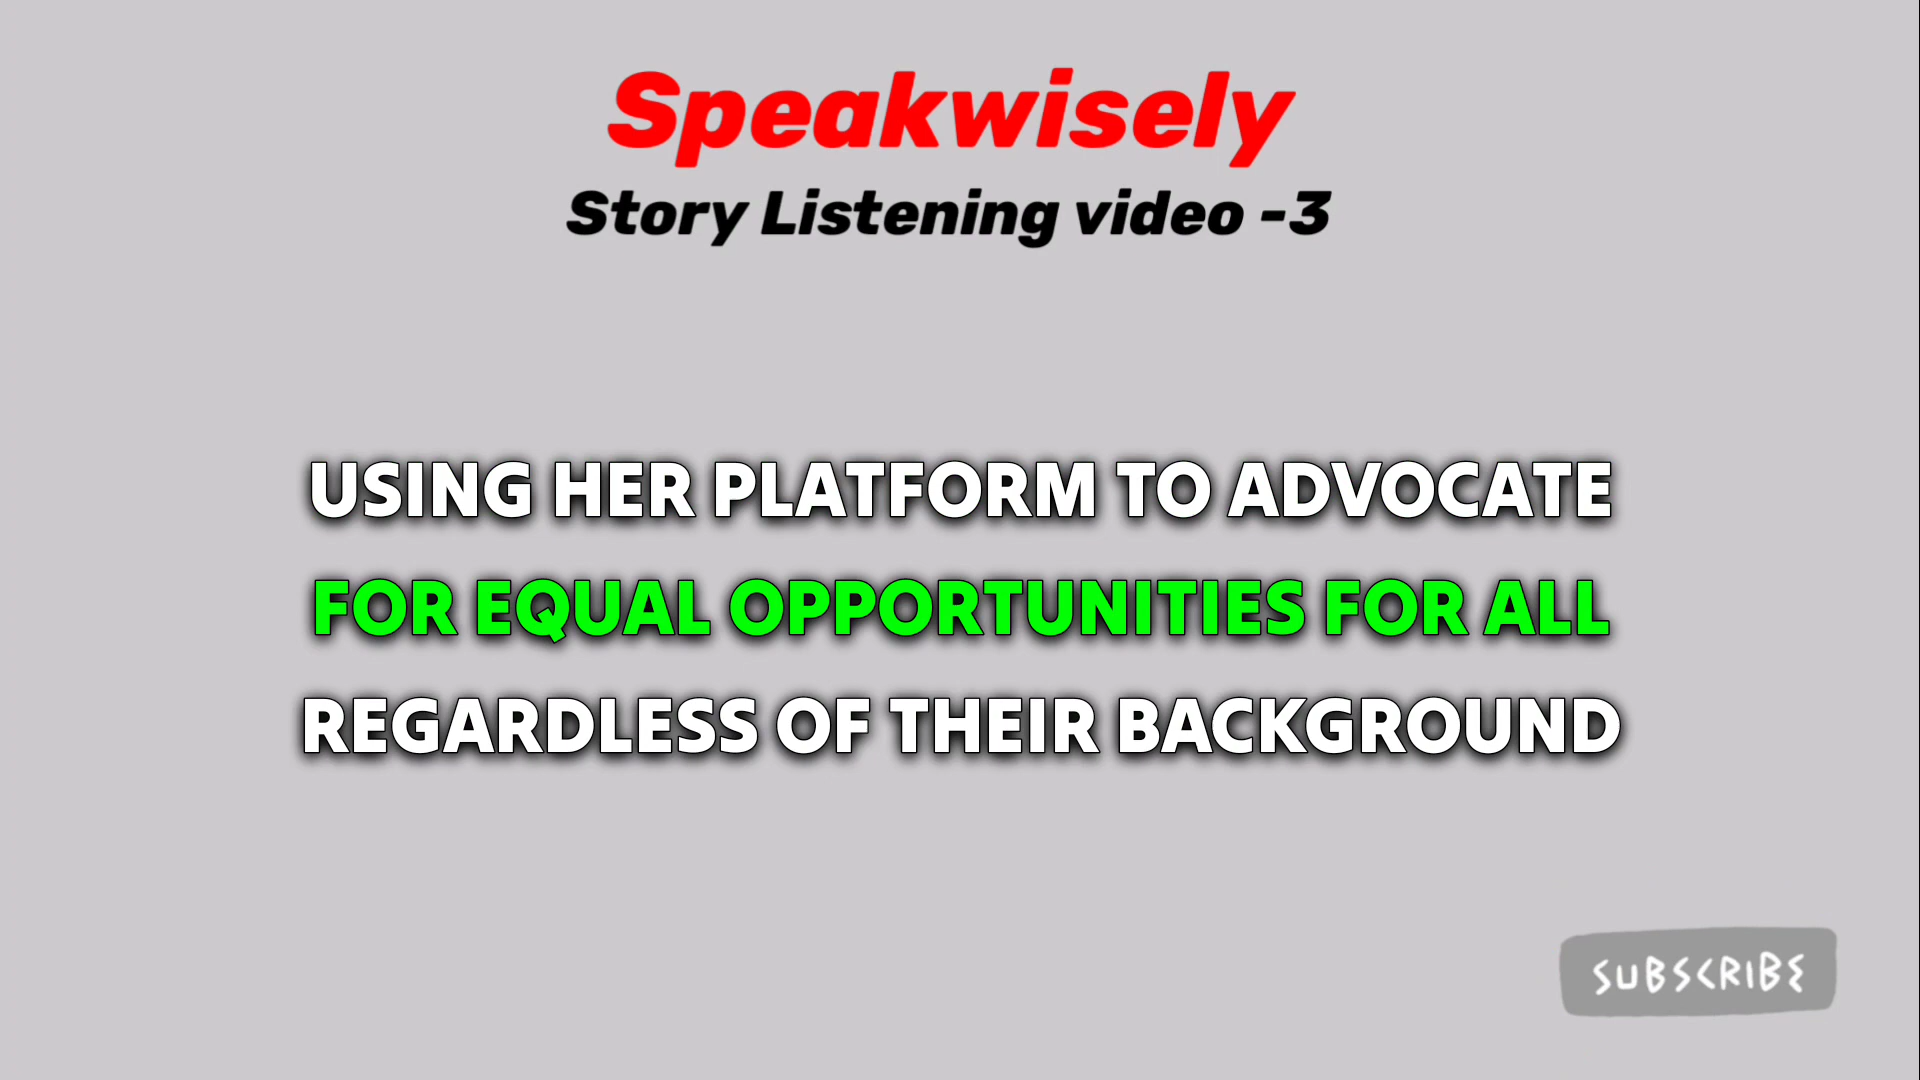 Speakwisely
Story Listening video -3
USING HER PLATFORM TO ADVOCATE
FOR EQUAL OPPORTUNITIES FOR ALL
REGARDLESS OF THEIR BACKGROUND
SUBSCRIBE